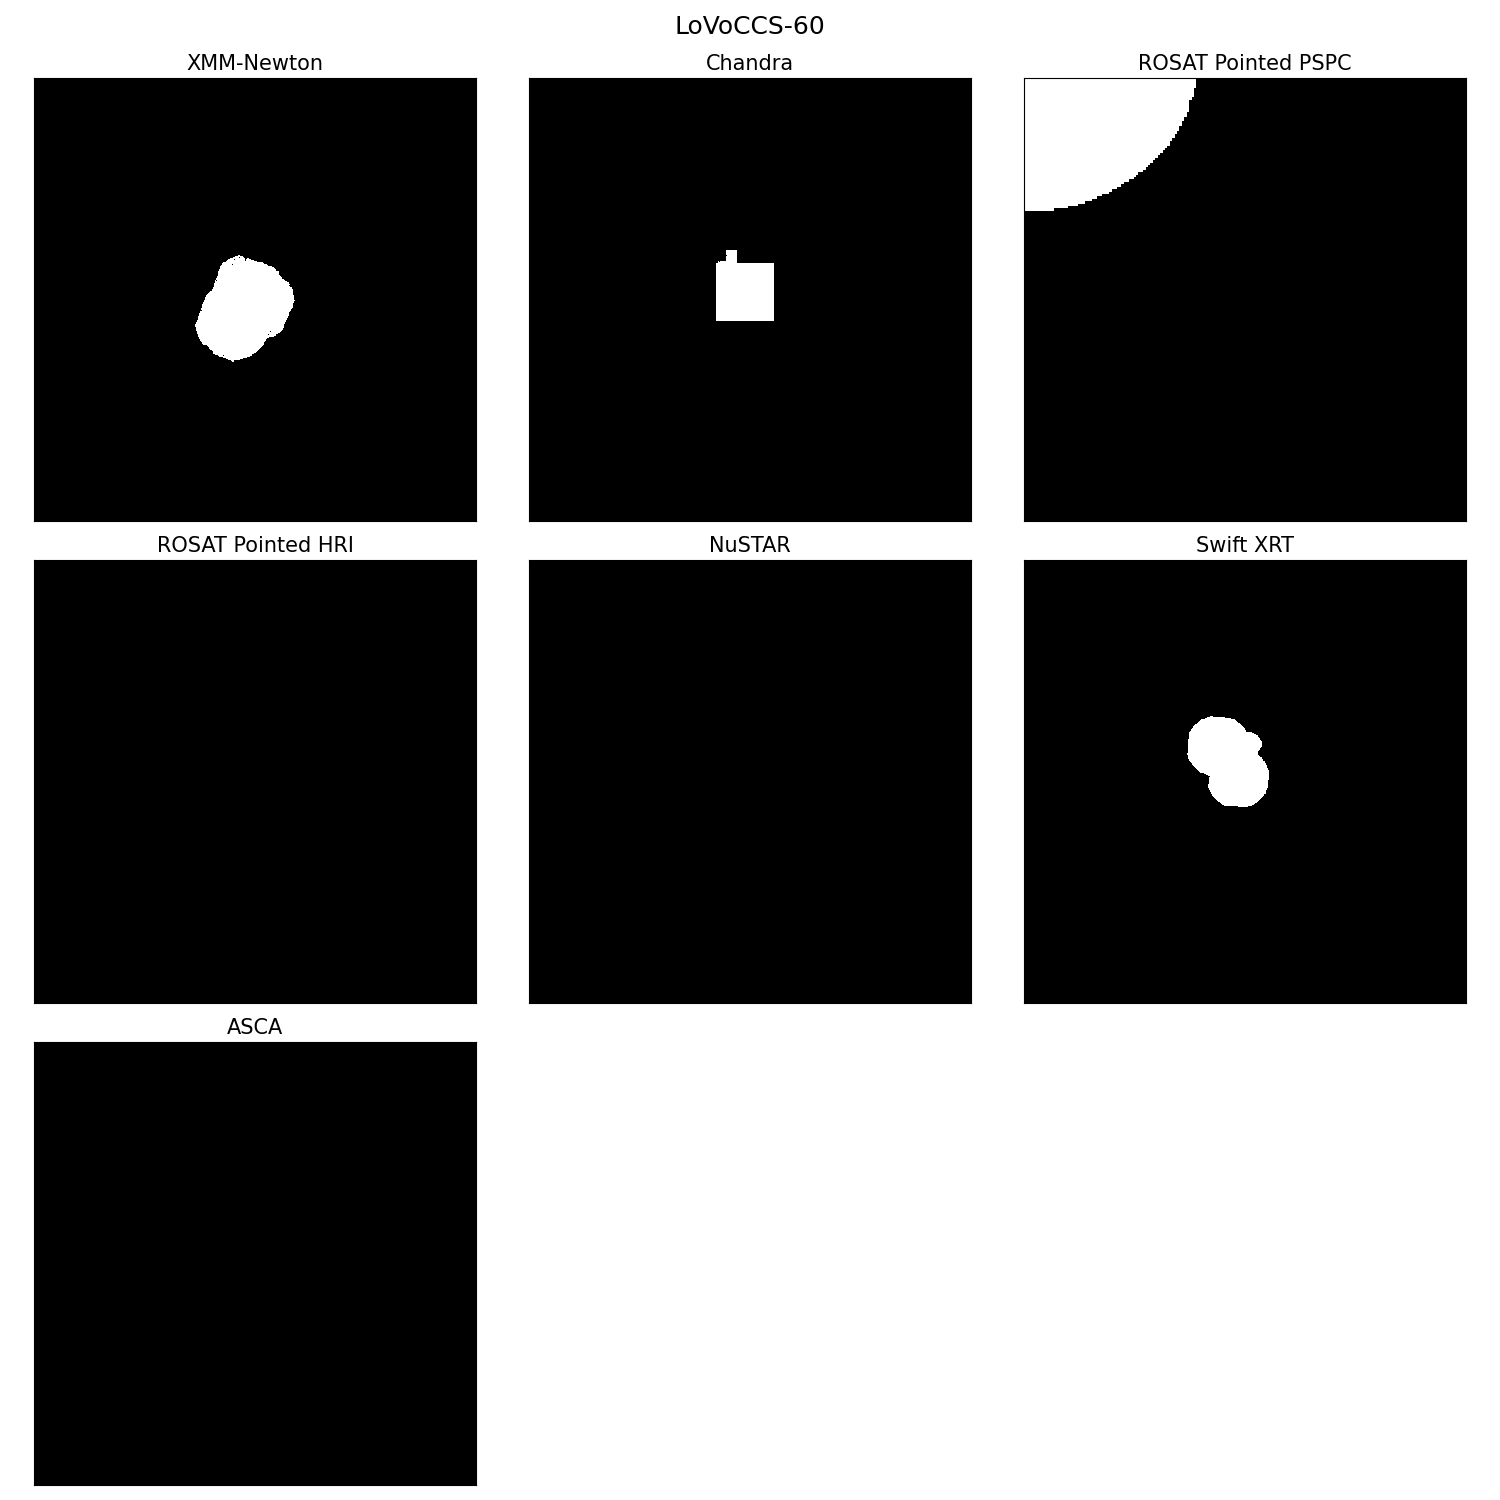 LoVoCCS-60
XMM-Newton
Chandra
ROSAT Pointed PSPC
ROSAT Pointed HRI
NuSTAR
Swift XRT
ASCA